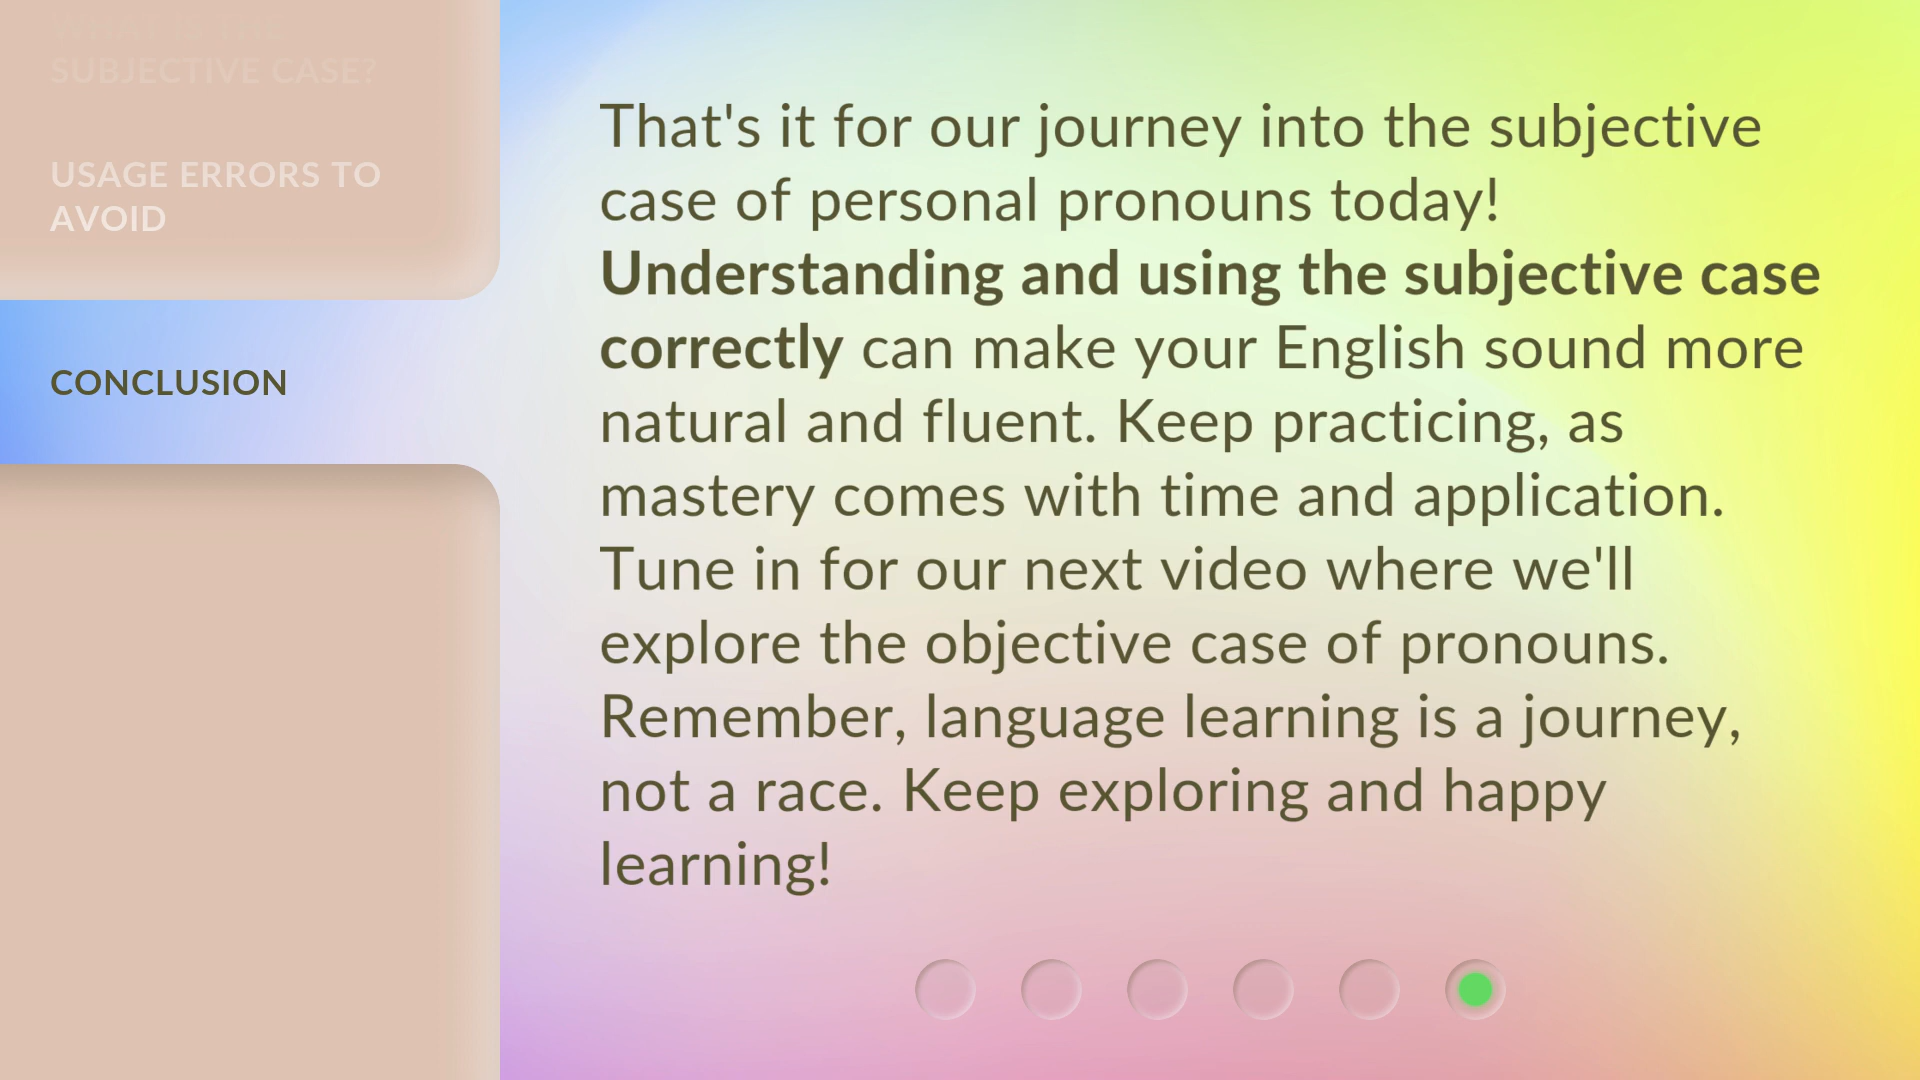 WHAT IS THE
SUBJECTIVE CASE?
USAGE ERRORS TO
AVOID
CONCLUSION
That's it for our journey into the subjective
case of personal pronouns today!
Understanding and using the subjective case
correctly can make your English sound more
natural and fluent. Keep practicing, as
mastery comes with time and application.
Tune in for our next video where we'll
explore the objective case of pronouns.
Remember, language learning is a journey,
not a race. Keep exploring and happy
learning!